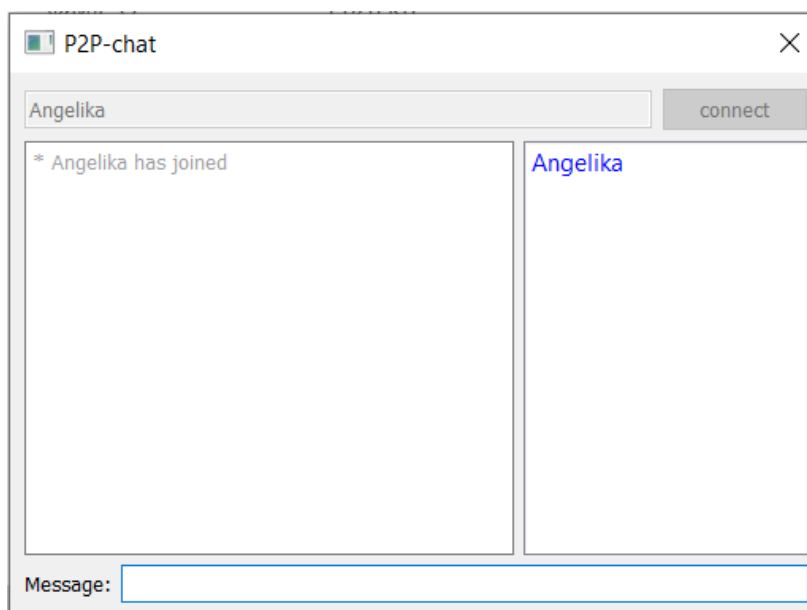 P2P-chat
Angelika
connect
* Angelika has joined
Angelika
Message: